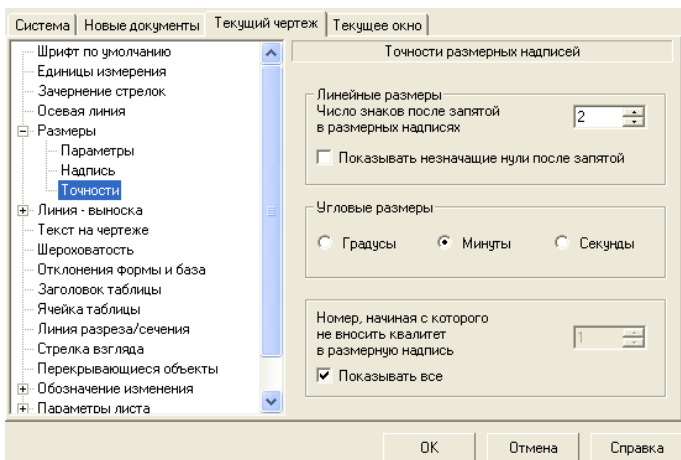 Система
Новые документы
Текущий чертеж
Текущее окно
Шрифт по умолчанию
Единицы измерения
Зачернение стрелок
Осевая линия
Размеры
Параметры
Надпись
Точности
Линия - выноска
Текст на чертеже
Шероховатость
Отклонения формы и база
Заголовок таблицы
Ячейка таблицы
Линия разреза/сечения
Стрелка взгляда
Перекрывающиеся объекты
Обозначение изменения
Параметры листа
Точности размерных надписей
Линейные размеры
Число знаков после запятой
в размерных надписях
2
Показывать незначащие нули после запятой
Угловые размеры
Градусы
Минуты
Секунды
Номер, начиная с которого
не вносить квалитет
в размерную надпись
1
Показывать все
OK
Отмена
Справка